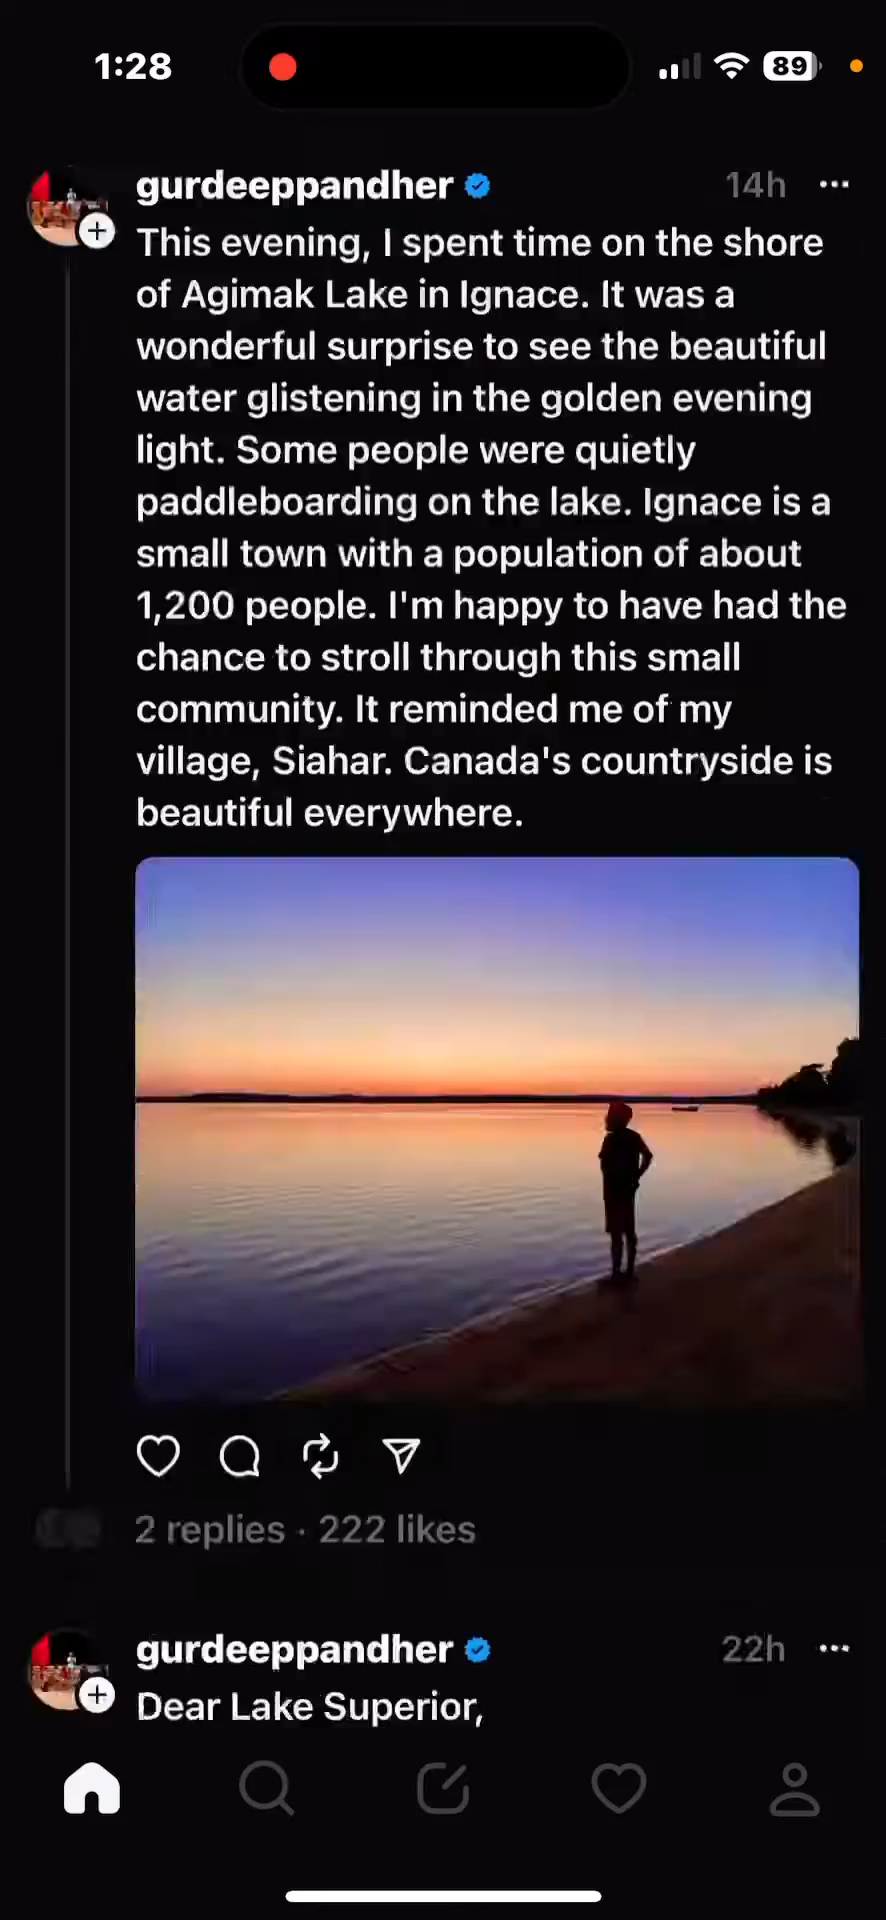 1:28
89
gurdeeppandher
14h
This evening, I spent time on the shore
of Agimak Lake in Ignace. It was a
wonderful surprise to see the beautiful
water glistening in the golden evening
light. Some people were quietly
paddleboarding on the lake. Ignace is a
small town with a population of about
1,200 people. I'm happy to have had the
chance to stroll through this small
community. It reminded me of my
village, Siahar. Canada's countryside is
beautiful everywhere.
2 replies · 222 likes
gurdeeppandher
22h
Dear Lake Superior,